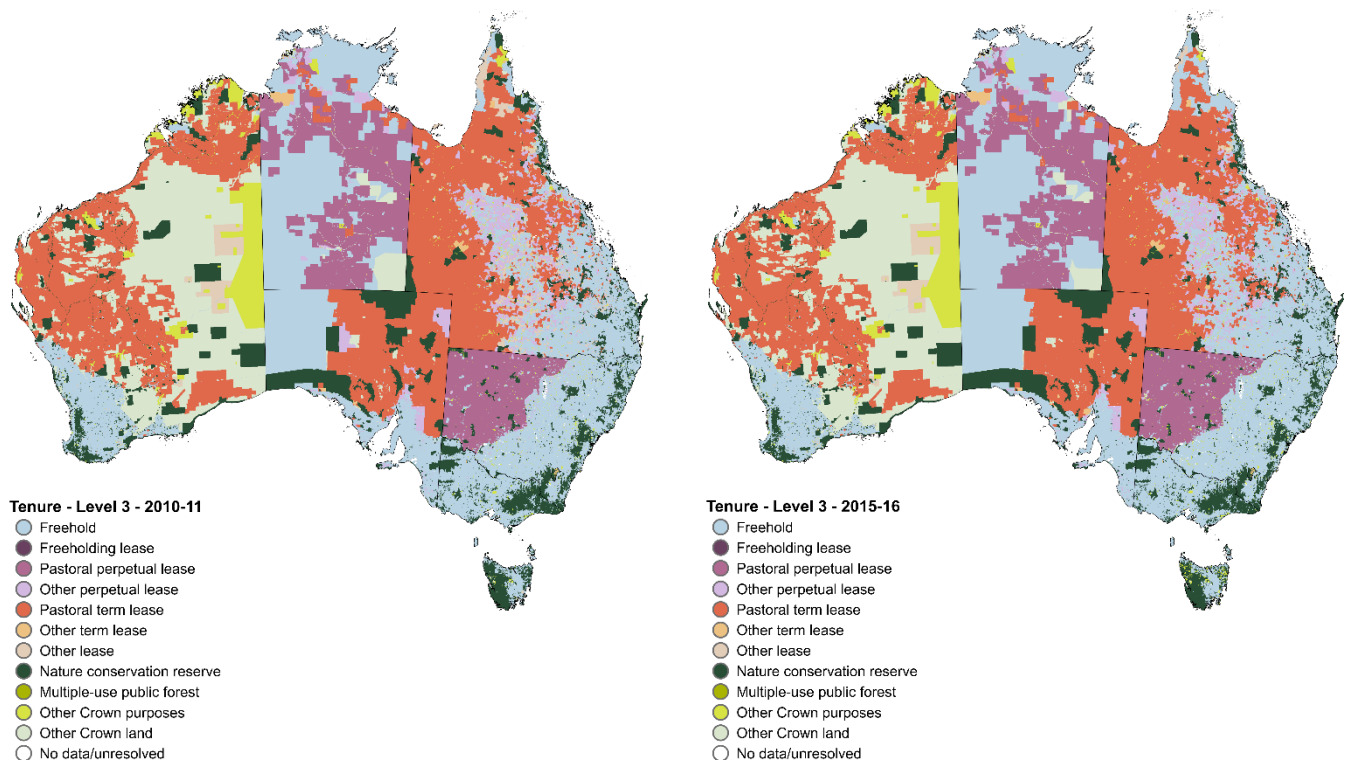 Tenure - Level 3 - 2010-11
Freehold
Freeholding lease
Pastoral perpetual lease
Other perpetual lease
Pastoral term lease
Other term lease
Other lease
Nature conservation reserve
Multiple-use public forest
Other Crown purposes
Other Crown land
No data/unresolved
Tenure - Level 3 - 2015-16
Freehold
Freeholding lease
Pastoral perpetual lease
Other perpetual lease
Pastoral term lease
Other term lease
Other lease
Nature conservation reserve
Multiple-use public forest
Other Crown purposes
Other Crown land
No data/unresolved